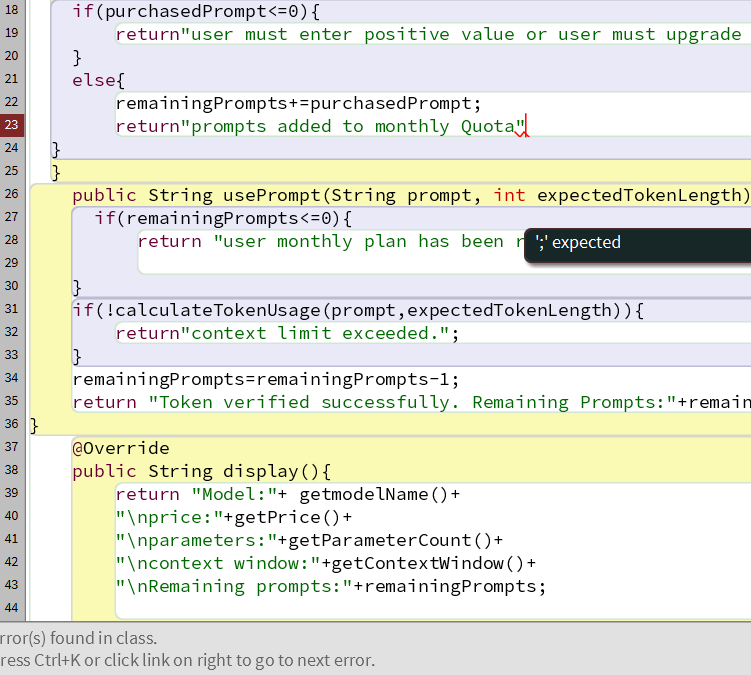 18 if(purchasedPrompt<=0){
19 return"user must enter positive value or user must upgrade
20 }
21 else{
22 remainingPrompts+=purchasedPrompt;
23 return"prompts added to monthly Quota"
24 }
25 }
26 public String usePrompt(String prompt, int expectedTokenLength)
27 if(remainingPrompts<=0){
28 return "user monthly plan has been
';' expected
29
30 }
31 if(!calculateTokenUsage(prompt,expectedTokenLength)){
32 return"context limit exceeded.";
33 }
34 remainingPrompts=remainingPrompts-1;
35 return "Token verified successfully. Remaining Prompts:"+remain
36 }
37 @Override
38 public String display(){
39 return "Model:"+ getmodelName()+
40 "\nprice:"+getPrice()+
41 "\nparameters:"+getParameterCount()+
42 "\ncontext window:"+getContextWindow()+
43 "\nRemaining prompts:"+remainingPrompts;
44
rror(s) found in class.
ress Ctrl+K or click link on right to go to next error.